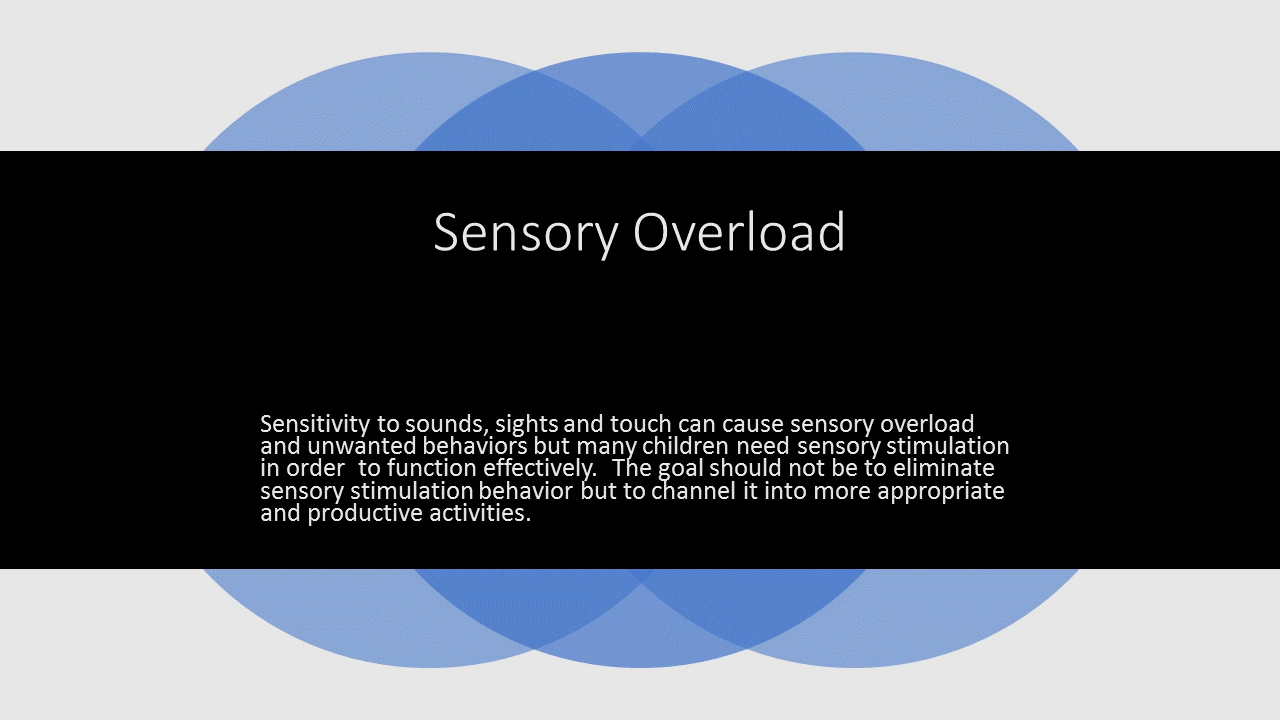 Sensory Overload
Sensitivity to sounds, sights and touch can cause sensory overload
and unwanted behaviors but many children need sensory stimulation
in order  to function effectively.  The goal should not be to eliminate
sensory stimulation behavior but to channel it into more appropriate
and productive activities.